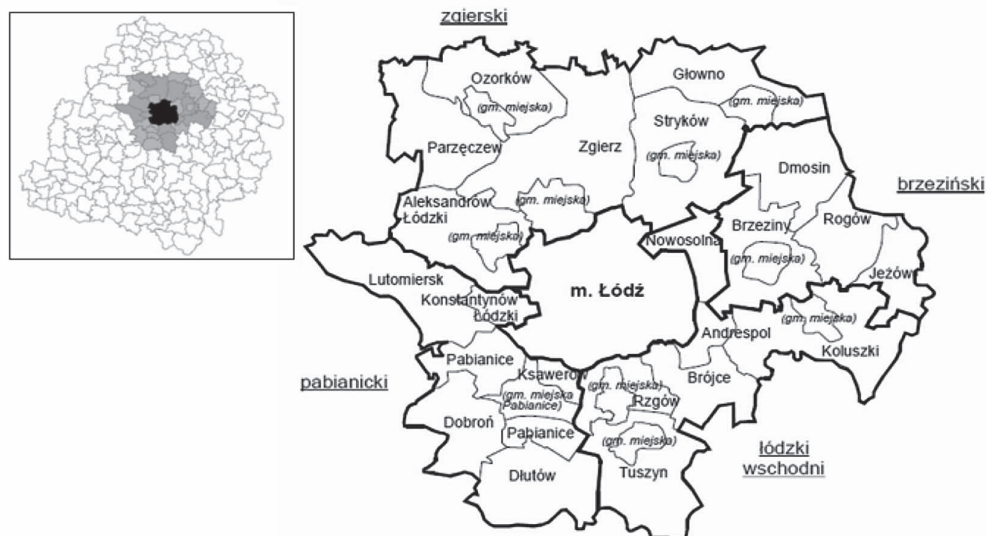 zgierski
Ozorków
(gm. miejska)
Głowno
(gm. miejska)
Stryków
(gm. miejska)
Parzęczew
Zgierz
(gm. miejska)
Dmosin
brzeziński
Aleksandrów
Łódzki
(gm. miejska)
Brzeziny
(gm. miejska)
Rogów
Nowosolna
Jeżów
Lutomiersk
Konstantynów
Łódzki
m. Łódź
Andrespol
(gm. miejska)
Koluszki
pabianicki
Pabianice
Ksawerów
(gm. miejska
Pabianice)
(gm. miejska)
Rzgów
Brójce
Dobroń
Pabianice
(gm. miejska)
Tuszyn
Dłutów
łódzki
wschodni